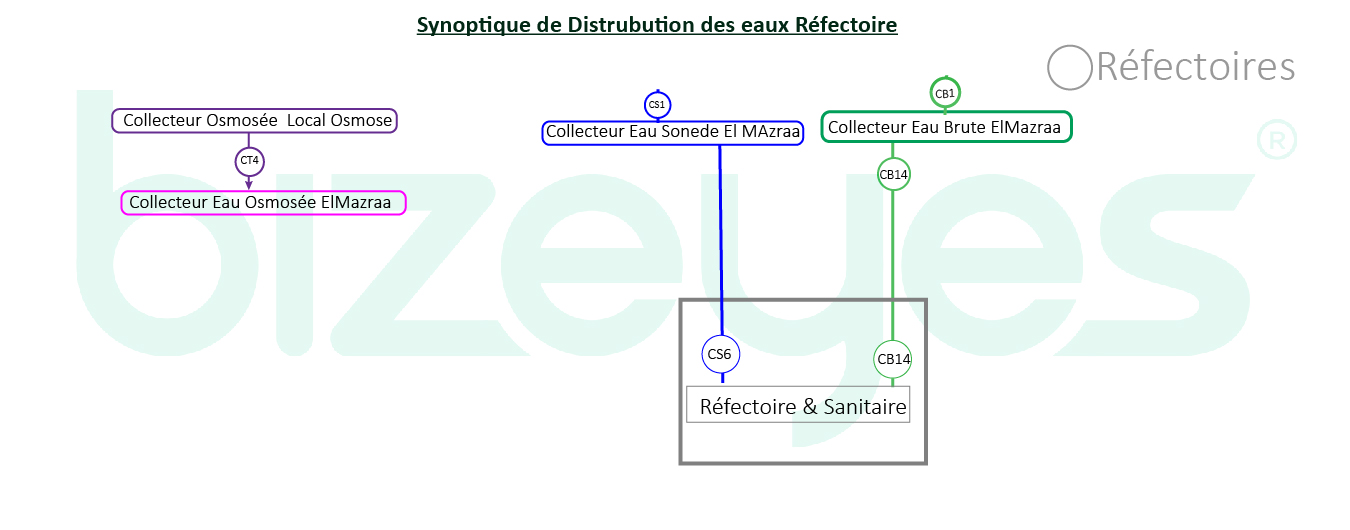 Synoptique de Distrubution des eaux Réfectoire
Réfectoires
CS1
CB1
Collecteur Osmosée Local Osmose
Collecteur Eau Sonede El MAzraa
Collecteur Eau Brute ElMazraa
CT4
CB14
Collecteur Eau Osmosée ElMazraa
bizeyes®
CS6
CB14
Réfectoire & Sanitaire